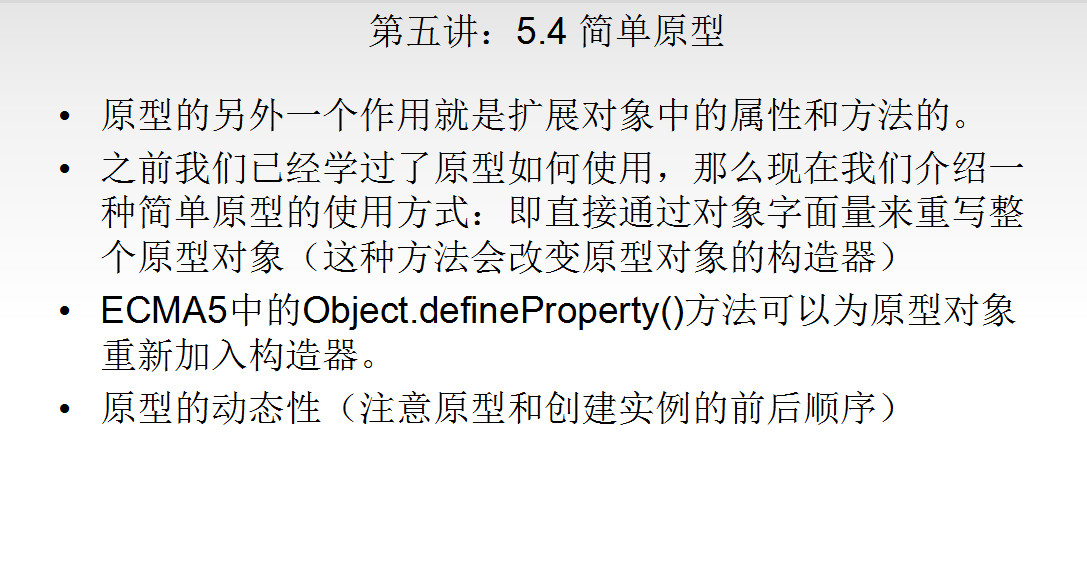 第五讲：5.4 简单原型
• 原型的另外一个作用就是扩展对象中的属性和方法的。
• 之前我们已经学过了原型如何使用，那么现在我们介绍一
种简单原型的使用方式：即直接通过对象字面量来重写整
个原型对象（这种方法会改变原型对象的构造器）
• ECMA5中的Object.defineProperty()方法可以为原型对象
重新加入构造器。
• 原型的动态性（注意原型和创建实例的前后顺序）